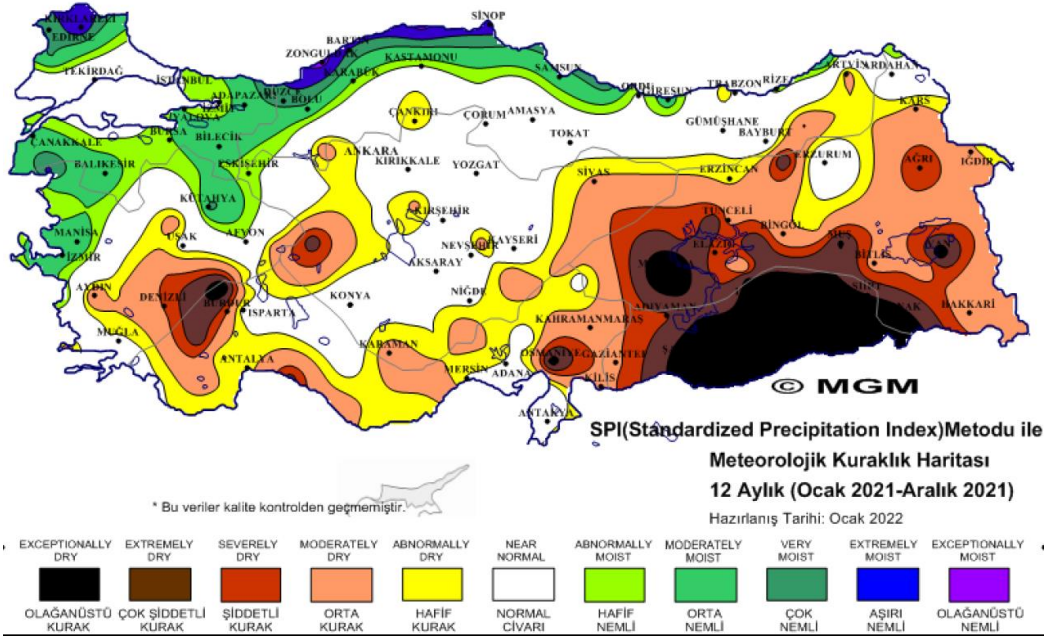 SİNOP
KIRKLARELİ
EDİRNE
BARTIN
ZONGULDAK
KASTAMONU
TEKİRDAĞ
KARABÜK
SAMSUN
İSTANBUL
DÜZCE
ORDU
GİRESUN
TRABZON
RİZE
ARTVİN
ARDAHAN
ADAPAZARI
BOLU
YALOVA
ÇANKIRI
ÇORUM
AMASYA
KARS
ÇANAKKALE
BURSA
BİLECİK
TOKAT
GÜMÜŞHANE
BAYBURT
BALIKESİR
ESKİŞEHİR
ANKARA
KIRIKKALE
YOZGAT
SİVAS
ERZİNCAN
ERZURUM
AĞRI
IĞDIR
KÜTAHYA
KIRŞEHİR
TUNCELİ
BİNGÖL
MANİSA
UŞAK
AFYON
NEVŞEHİR
KAYSERİ
ELAZIĞ
MUŞ
BİTLİS
VAN
İZMİR
AKSARAY
AYDIN
DENİZLİ
BURDUR
ISPARTA
KONYA
NİĞDE
ADIYAMAN
SİİRT
HAKKARİ
KAHRAMANMARAŞ
MUĞLA
ANTALYA
KARAMAN
MERSİN
ADANA
OSMANİYE
GAZİANTEP
KİLİS
ANTAKYA
© MGM
SPI(Standardized Precipitation Index)Metodu ile
Meteorolojik Kuraklık Haritası
12 Aylık (Ocak 2021-Aralık 2021)
Hazırlanış Tarihi: Ocak 2022
* Bu veriler kalite kontrolden geçmemiştir.
EXCEPTIONALLY DRY
EXTREMELY DRY
SEVERELY DRY
MODERATELY DRY
ABNORMALLY DRY
NEAR NORMAL
ABNORMALLY MOIST
MODERATELY MOIST
VERY MOIST
EXTREMELY MOIST
EXCEPTIONALLY MOIST
OLAĞANÜSTÜ KURAK
ÇOK ŞİDDETLİ KURAK
ŞİDDETLİ KURAK
ORTA KURAK
HAFİF KURAK
NORMAL CİVARI
HAFİF NEMLİ
ORTA NEMLİ
ÇOK NEMLİ
AŞIRI NEMLİ
OLAĞANÜSTÜ NEMLİ